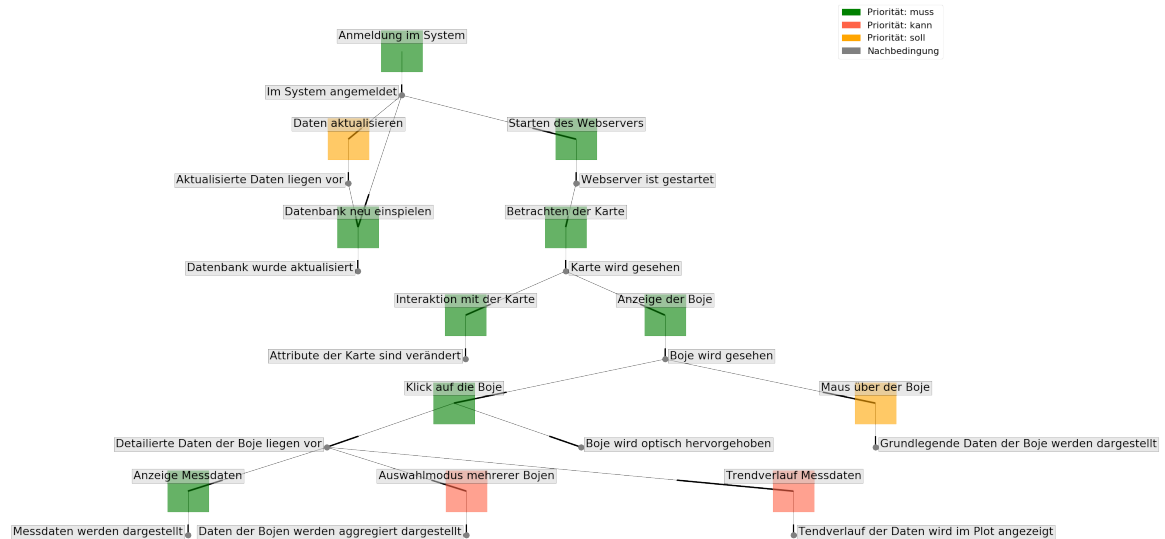 Priorität: muss
Priorität: kann
Priorität: soll
Nachbedingung
Anmeldung im System
Im System angemeldet
Daten aktualisieren
Starten des Webservers
Aktualisierte Daten liegen vor
Webserver ist gestartet
Datenbank neu einspielen
Betrachten der Karte
Datenbank wurde aktualisiert
Karte wird gesehen
Interaktion mit der Karte
Anzeige der Boje
Attribute der Karte sind verändert
Boje wird gesehen
Klick auf die Boje
Maus über der Boje
Detailierte Daten der Boje liegen vor
Boje wird optisch hervorgehoben
Grundlegende Daten der Boje werden dargestellt
Anzeige Messdaten
Auswahlmodus mehrerer Bojen
Trendverlauf Messdaten
Messdaten werden dargestellt
Daten der Bojen werden aggregiert dargestellt
Tendverlauf der Daten wird im Plot angezeigt